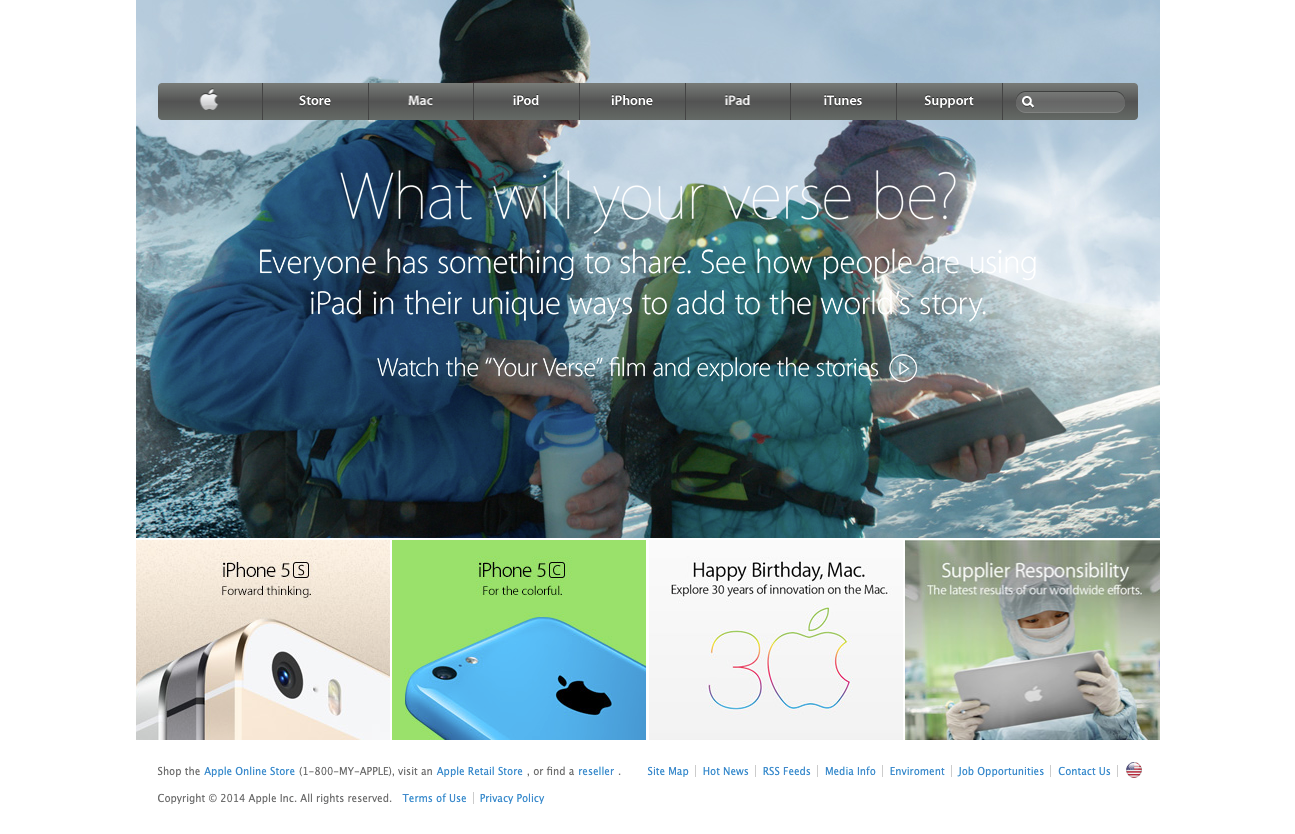 Store Mac iPod iPhone iPad iTunes Support
What will your verse be?
Everyone has something to share. See how people are using
iPad in their unique ways to add to the world's story.
Watch the “Your Verse” film and explore the stories
iPhone 5S
Forward thinking.
iPhone 5C
For the colorful.
Happy Birthday, Mac.
Explore 30 years of innovation on the Mac.
30
Supplier Responsibility
The latest results of our worldwide efforts.
Shop the Apple Online Store (1-800-MY-APPLE), visit an Apple Retail Store , or find a reseller .
Site Map | Hot News | RSS Feeds | Media Info | Enviroment | Job Opportunities | Contact Us |
Copyright © 2014 Apple Inc. All rights reserved. Terms of Use | Privacy Policy